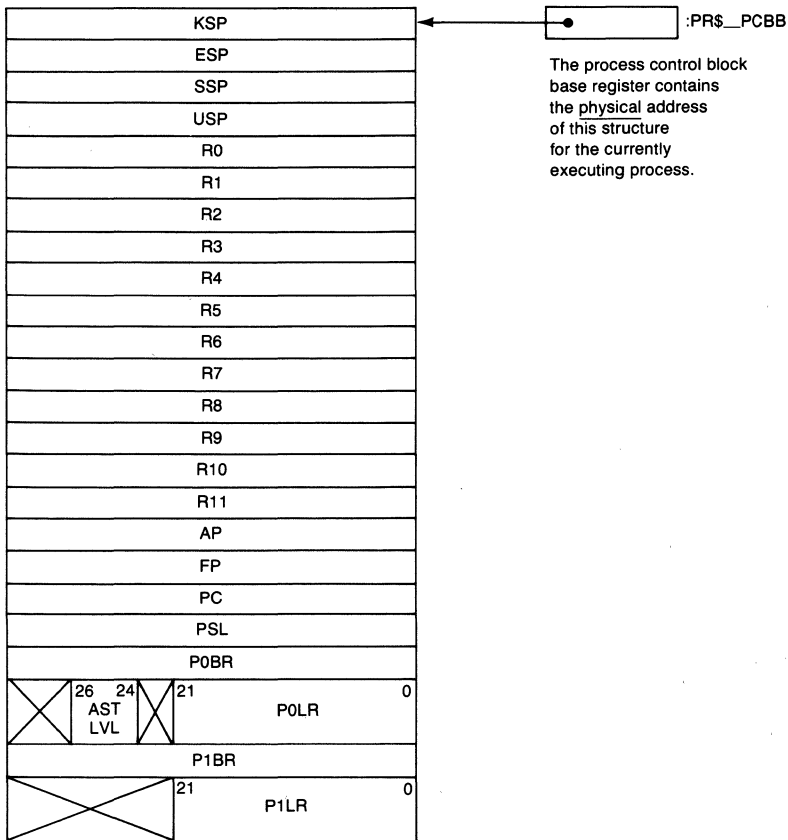 KSP
:PR$__PCBB
ESP
SSP
USP
The process control block
base register contains
the physical address
of this structure
for the currently
executing process.
R0
R1
R2
R3
R4
R5
R6
R7
R8
R9
R10
R11
AP
FP
PC
PSL
P0BR
26 24 21 0
AST
LVL
P0LR
P1BR
21 0
P1LR